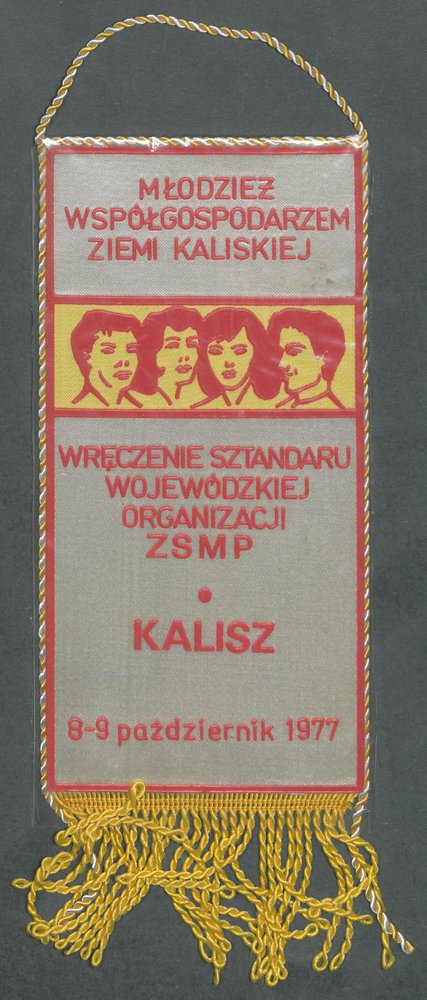 MŁODZIEŻ
WSPÓŁGOSPODARZEM
ZIEMI KALISKIEJ
WRĘCZENIE SZTANDARU
WOJEWÓDZKIEJ
ORGANIZACJI
ZSMP
•
KALISZ
8-9 październik 1977